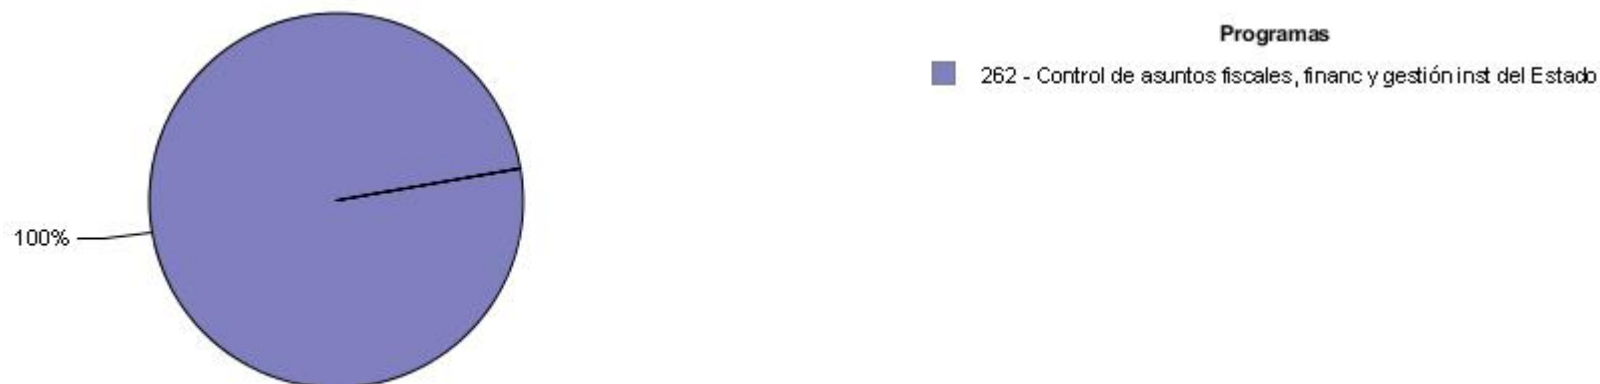 Programas
262 - Control de asuntos fiscales, financ y gestión inst del Estado
100%